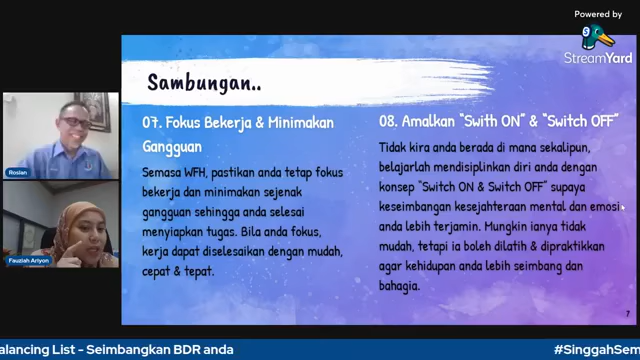 Powered by
StreamYard
Sambungan..
07. Fokus Bekerja & Minimakan
Gangguan
Semasa WFH, pastikan anda tetap fokus
bekerja dan minimakan sejenak
gangguan sehingga anda selesai
menyiapkan tugas. Bila anda fokus,
kerja dapat diselesaikan dengan mudah,
cepat & tepat.
08. Amalkan “Swith ON” & “Switch OFF”
Tidak kira anda berada di mana sekalipun,
belajarlah mendisiplinkan diri anda dengan
konsep “Switch ON & Switch OFF” supaya
keseimbangan kesejahteraan mental dan emosi
anda lebih terjamin. Mungkin ianya tidak
mudah, tetapi ia boleh dilatih & dipraktikkan
agar kehidupan anda lebih seimbang dan
bahagia.
7
Roslan
Fauziah Ariyon
alancing List - Seimbangkan BDR anda
#SinggahSem